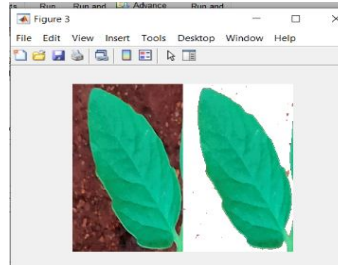 Run Run and Advance Run and
Figure 3
File Edit View Insert Tools Desktop Window Help